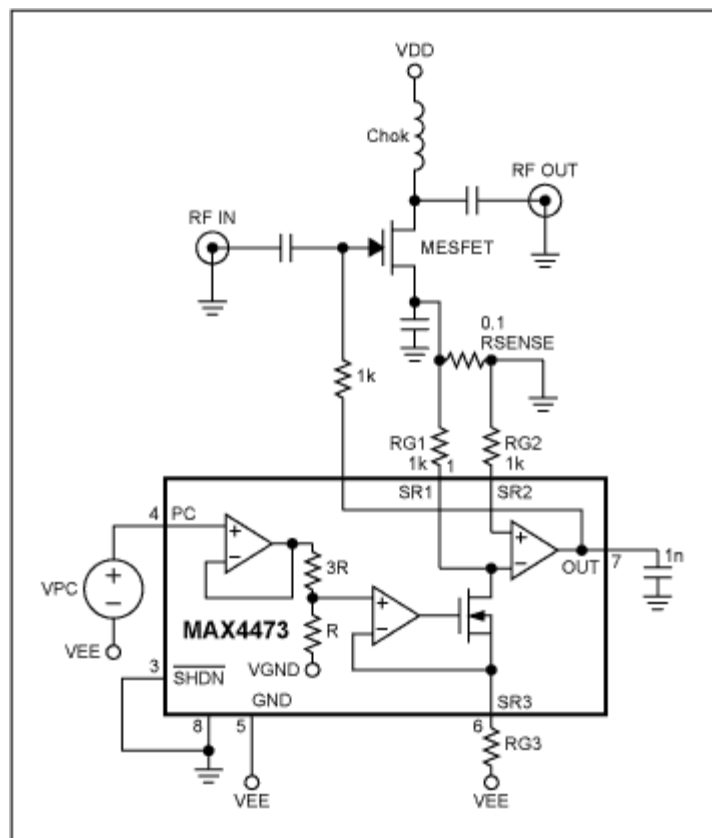 VDD
Chok
RF OUT
RF IN
MESFET
0.1
RSENSE
1k
RG1
1k
1
RG2
1k
SR1
SR2
4
PC
3R
OUT
7
1n
VPC
MAX4473
R
VEE
3
SHDN
VGND
GND
SR3
8
5
6
RG3
VEE
VEE